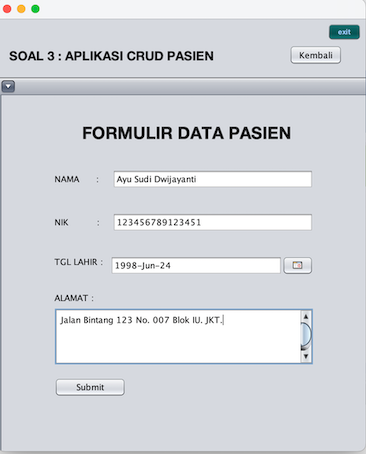 exit
SOAL 3 : APLIKASI CRUD PASIEN
Kembali
FORMULIR DATA PASIEN
NAMA : Ayu Sudi Dwijayanti
NIK : 123456789123451
TGL LAHIR : 1998-Jun-24
ALAMAT :
Jalan Bintang 123 No. 007 Blok IU. JKT.
Submit